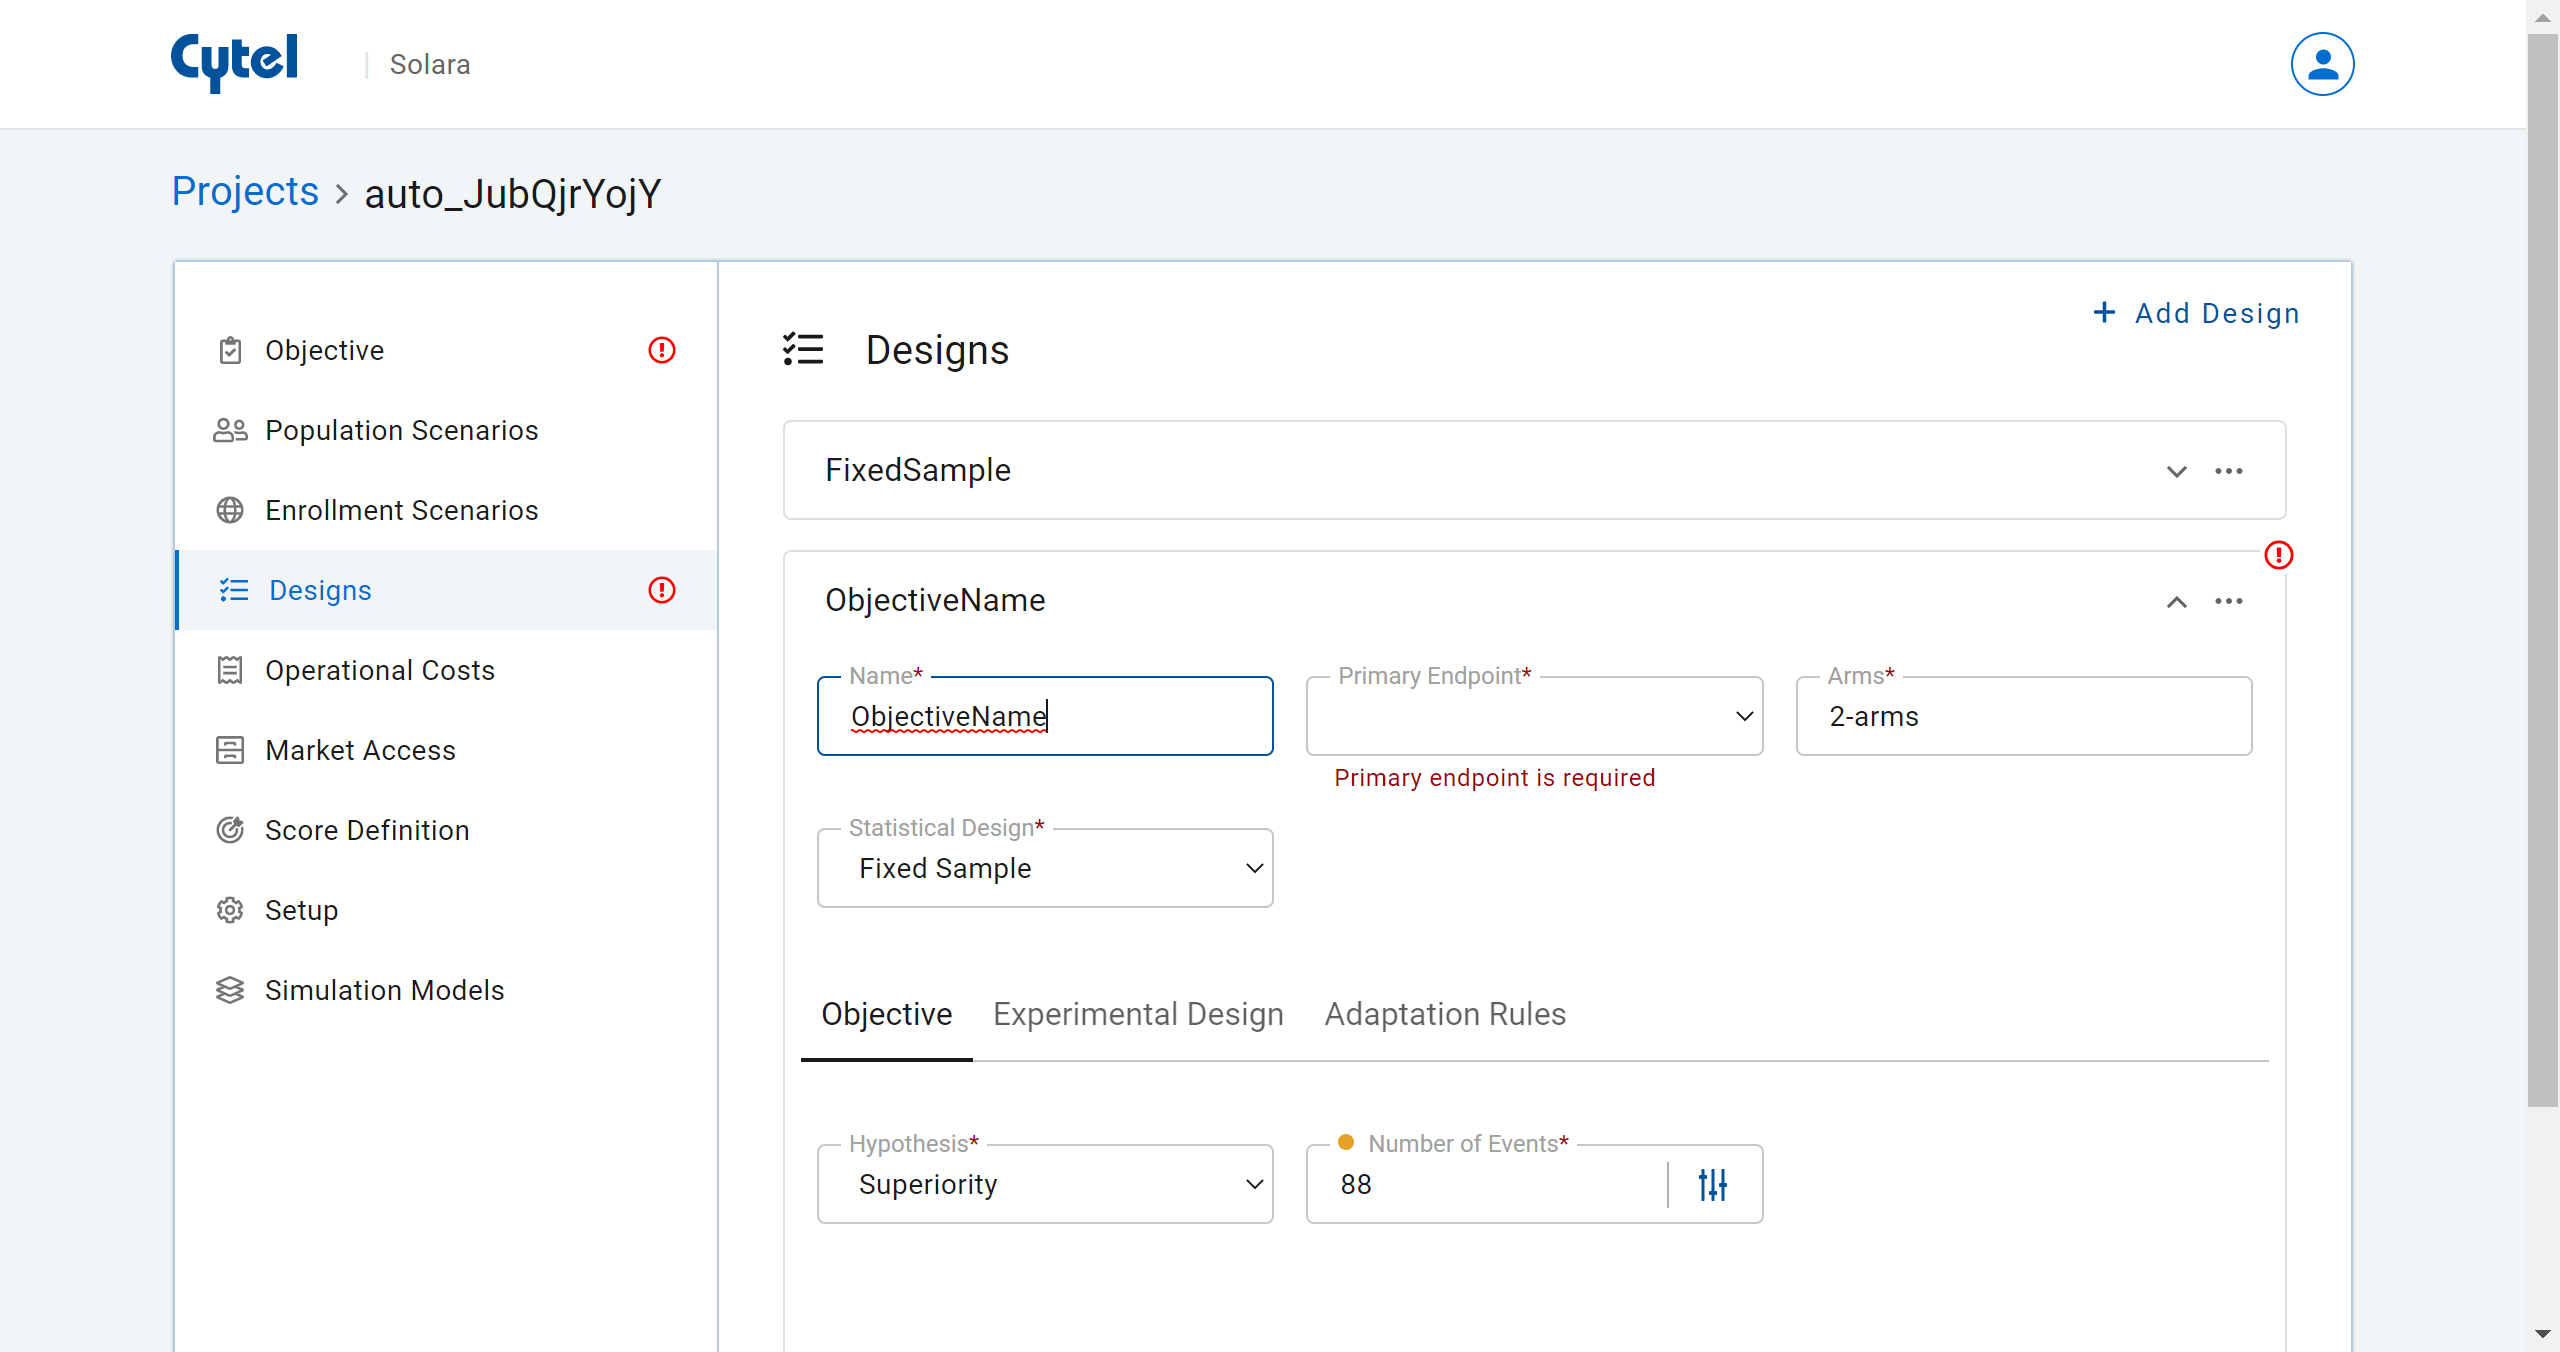 Cytel | Solara
Projects > auto_JubQjrYojY
Objective
Population Scenarios
Enrollment Scenarios
Designs
Operational Costs
Market Access
Score Definition
Setup
Simulation Models
+ Add Design
Designs
FixedSample
ObjectiveName
Name* Primary Endpoint* Arms*
ObjectiveName 2-arms
Primary endpoint is required
Statistical Design*
Fixed Sample
Objective Experimental Design Adaptation Rules
Hypothesis* Number of Events*
Superiority 88